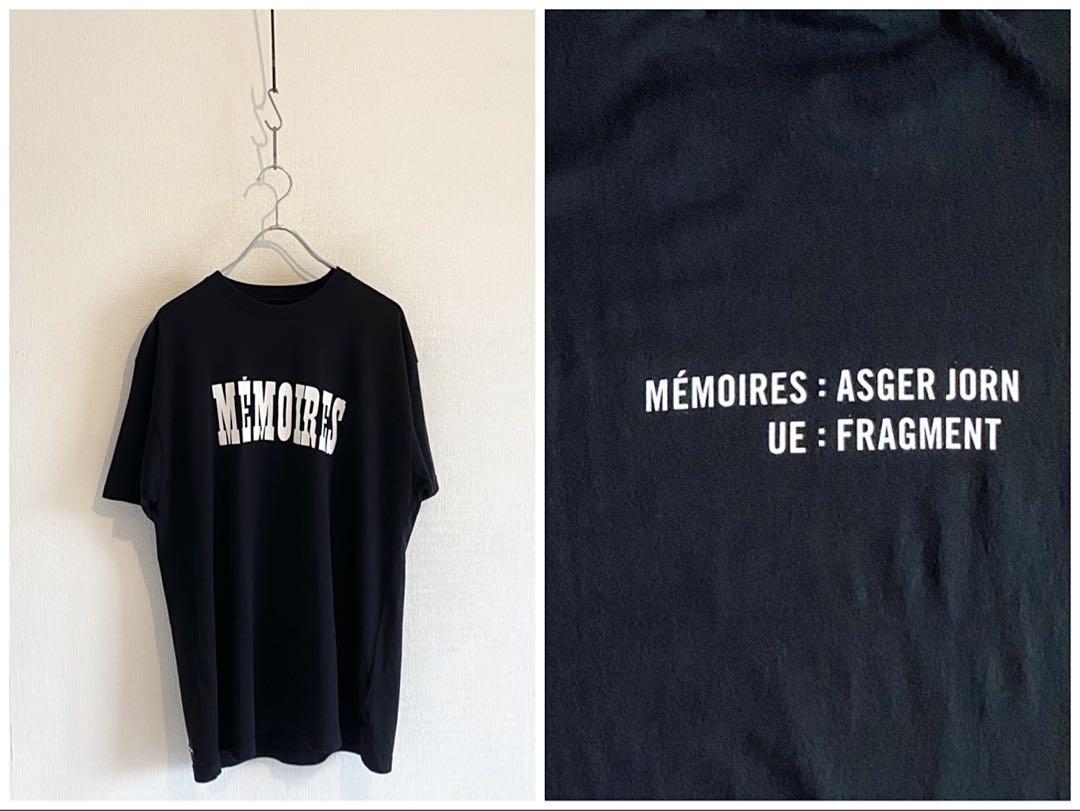 MÉMOIRES
MÉMOIRES : ASGER JORN
UE : FRAGMENT